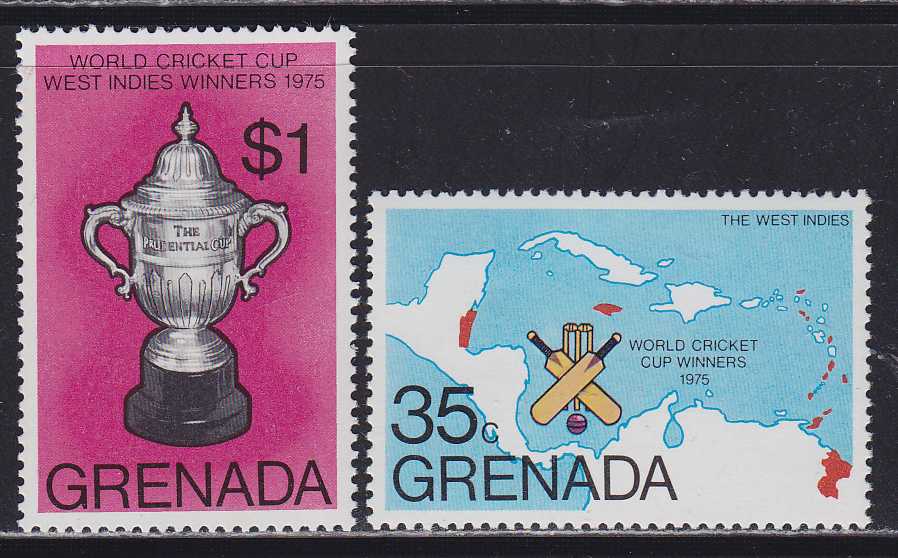 WORLD CRICKET CUP
WEST INDIES WINNERS 1975
$1
THE
PRUDENTIAL CUP
GRENADA
THE WEST INDIES
WORLD CRICKET
CUP WINNERS
1975
35c
GRENADA